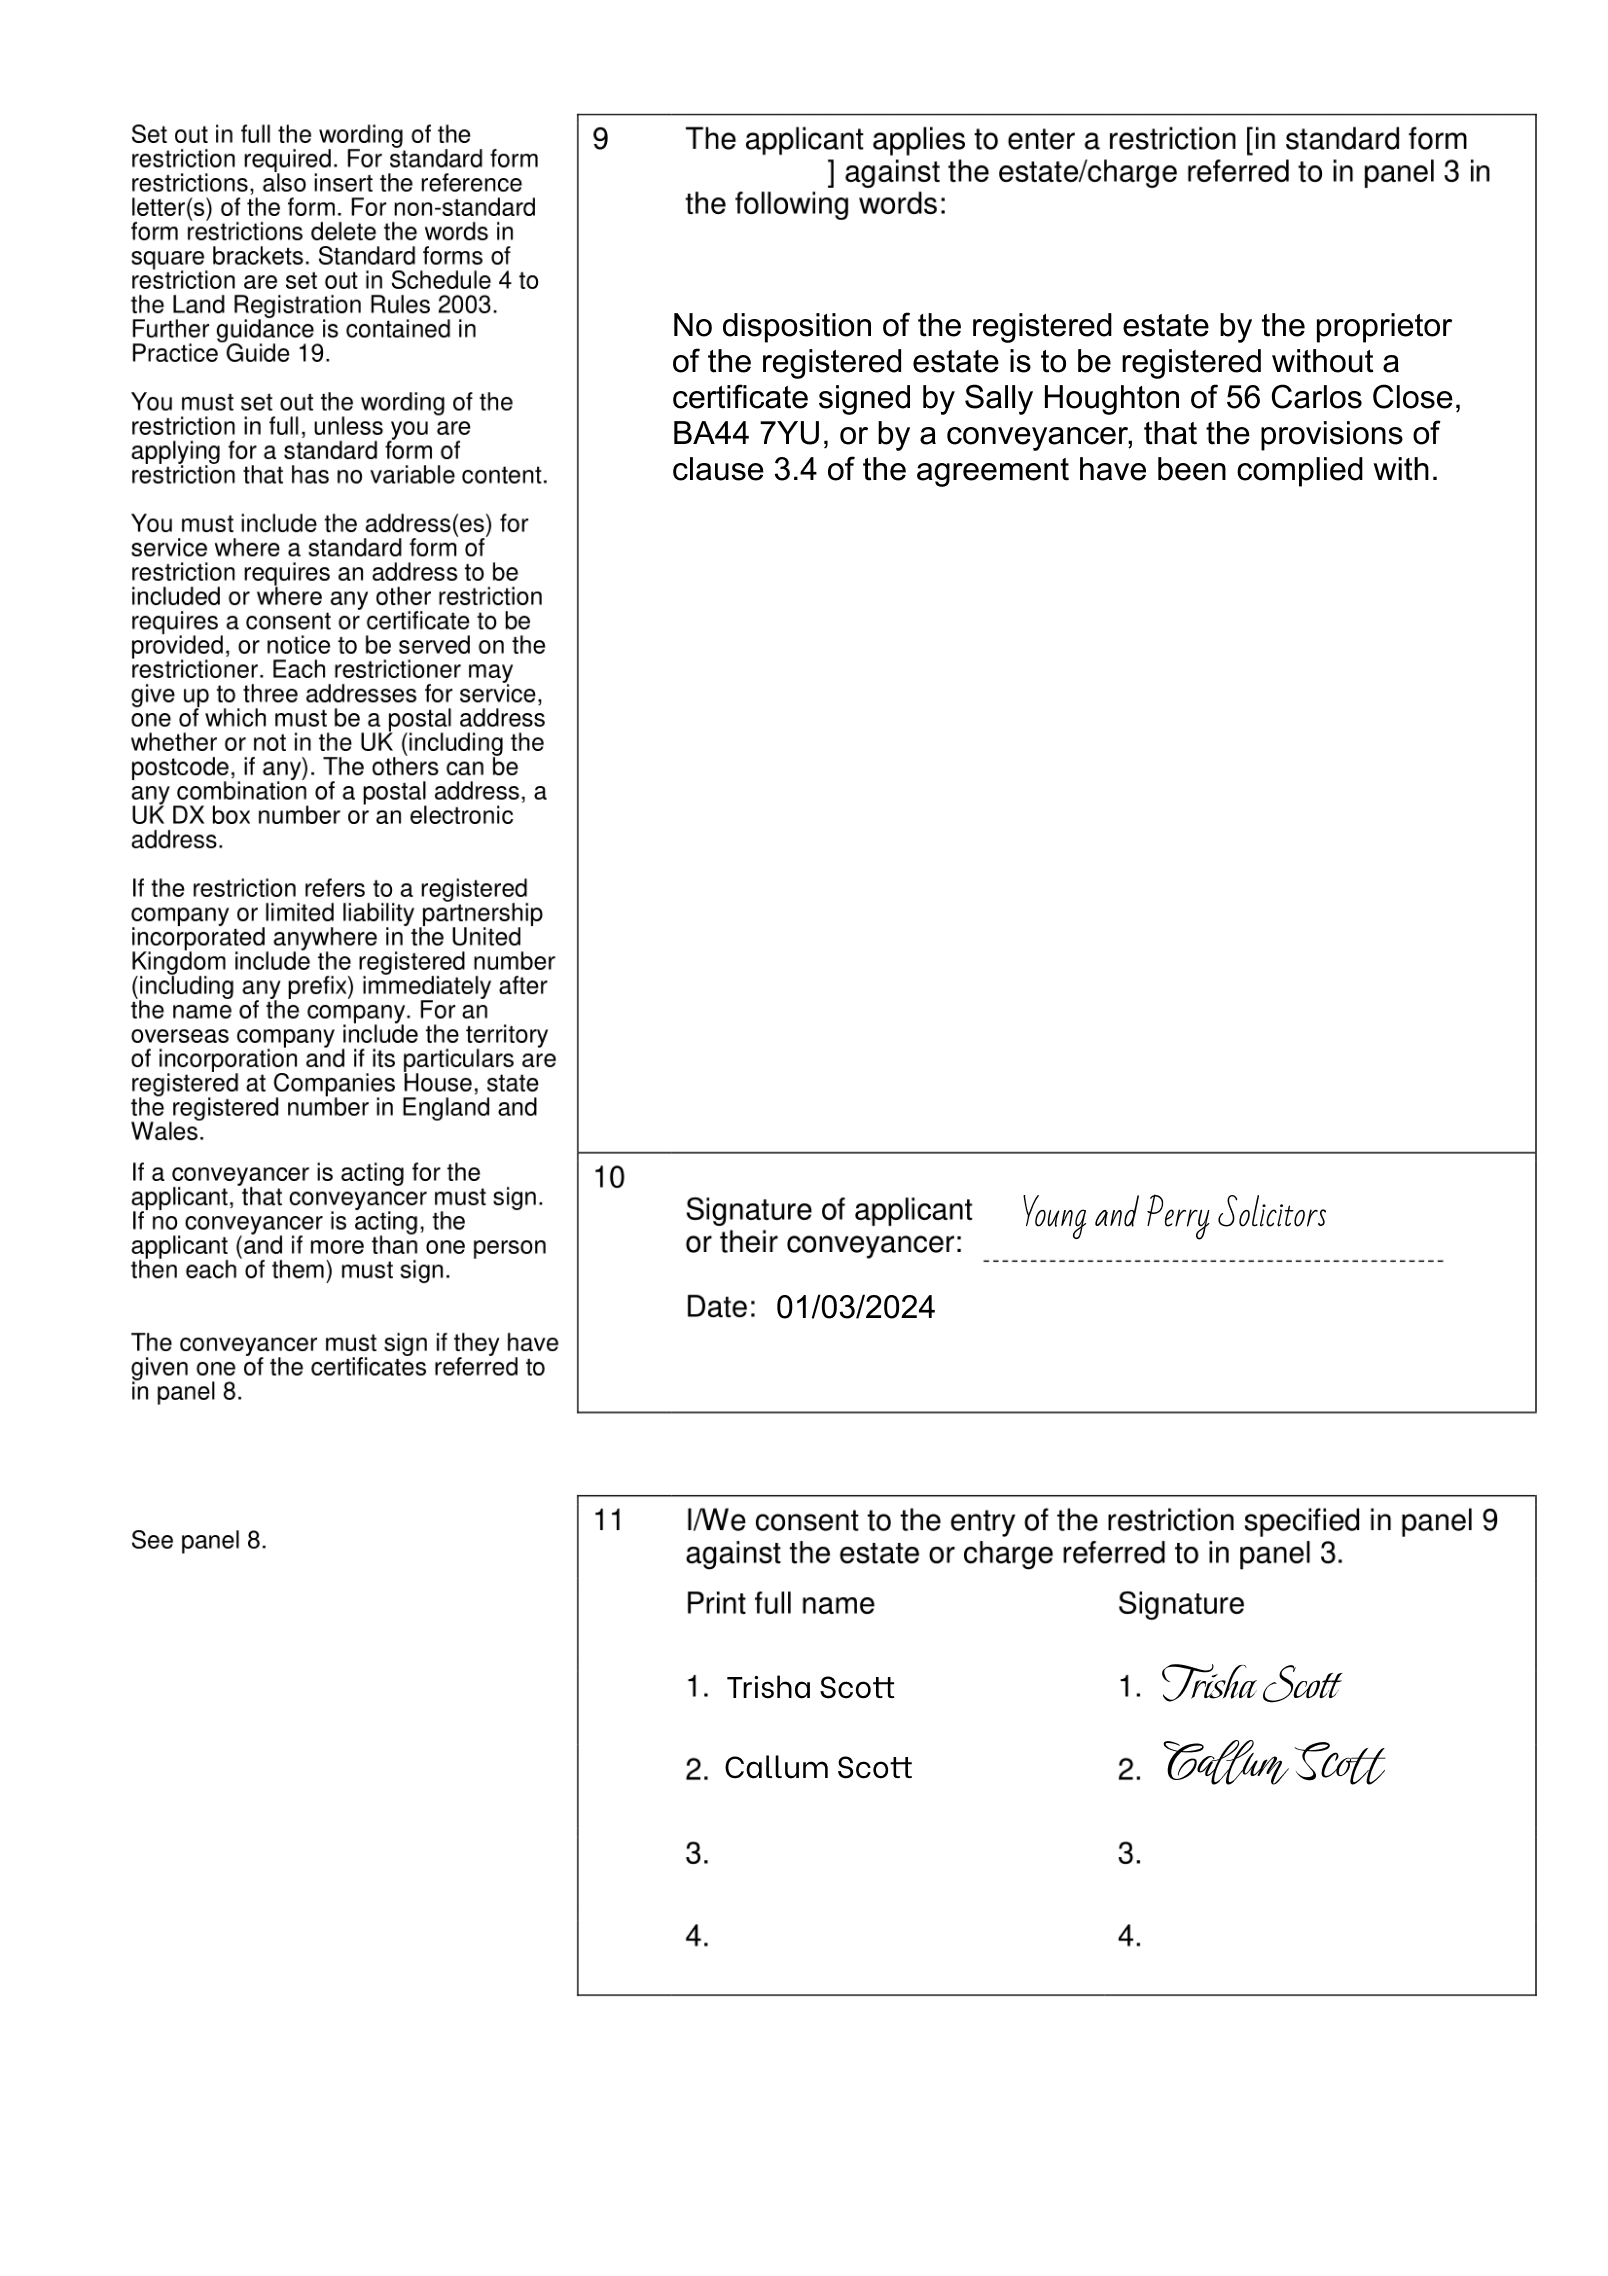 Set out in full the wording of the
restriction required. For standard form
restrictions, also insert the reference
letter(s) of the form. For non-standard
form restrictions delete the words in
square brackets. Standard forms of
restriction are set out in Schedule 4 to
the Land Registration Rules 2003.
Further guidance is contained in
Practice Guide 19.
You must set out the wording of the
restriction in full, unless you are
applying for a standard form of
restriction that has no variable content.
You must include the address(es) for
service where a standard form of
restriction requires an address to be
included or where any other restriction
requires a consent or certificate to be
provided, or notice to be served on the
restrictioner. Each restrictioner may
give up to three addresses for service,
one of which must be a postal address
whether or not in the UK (including the
postcode, if any). The others can be
any combination of a postal address, a
UK DX box number or an electronic
address.
If the restriction refers to a registered
company or limited liability partnership
incorporated anywhere in the United
Kingdom include the registered number
(including any prefix) immediately after
the name of the company. For an
overseas company include the territory
of incorporation and if its particulars are
registered at Companies House, state
the registered number in England and
Wales.
9 The applicant applies to enter a restriction [in standard form
] against the estate/charge referred to in panel 3 in
the following words:
No disposition of the registered estate by the proprietor
of the registered estate is to be registered without a
certificate signed by Sally Houghton of 56 Carlos Close,
BA44 7YU, or by a conveyancer, that the provisions of
clause 3.4 of the agreement have been complied with.
If a conveyancer is acting for the
applicant, that conveyancer must sign.
If no conveyancer is acting, the
applicant (and if more than one person
then each of them) must sign.
The conveyancer must sign if they have
given one of the certificates referred to
in panel 8.
10
Signature of applicant Young and Perry Solicitors
or their conveyancer:
Date: 01/03/2024
See panel 8.
11 I/We consent to the entry of the restriction specified in panel 9
against the estate or charge referred to in panel 3.
Print full name Signature
1. Trisha Scott 1. Trisha Scott
2. Callum Scott 2. Callum Scott
3. 3.
4. 4.